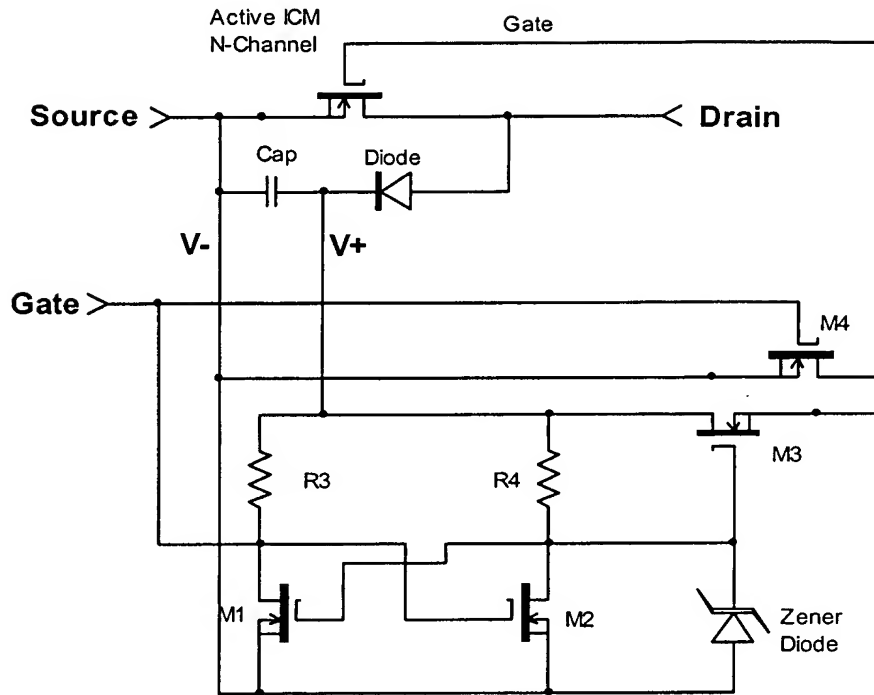 Active ICM
N-Channel
Gate
Source
Drain
Cap
Diode
V-
V+
Gate
M4
M3
R3
R4
M1
M2
Zener
Diode